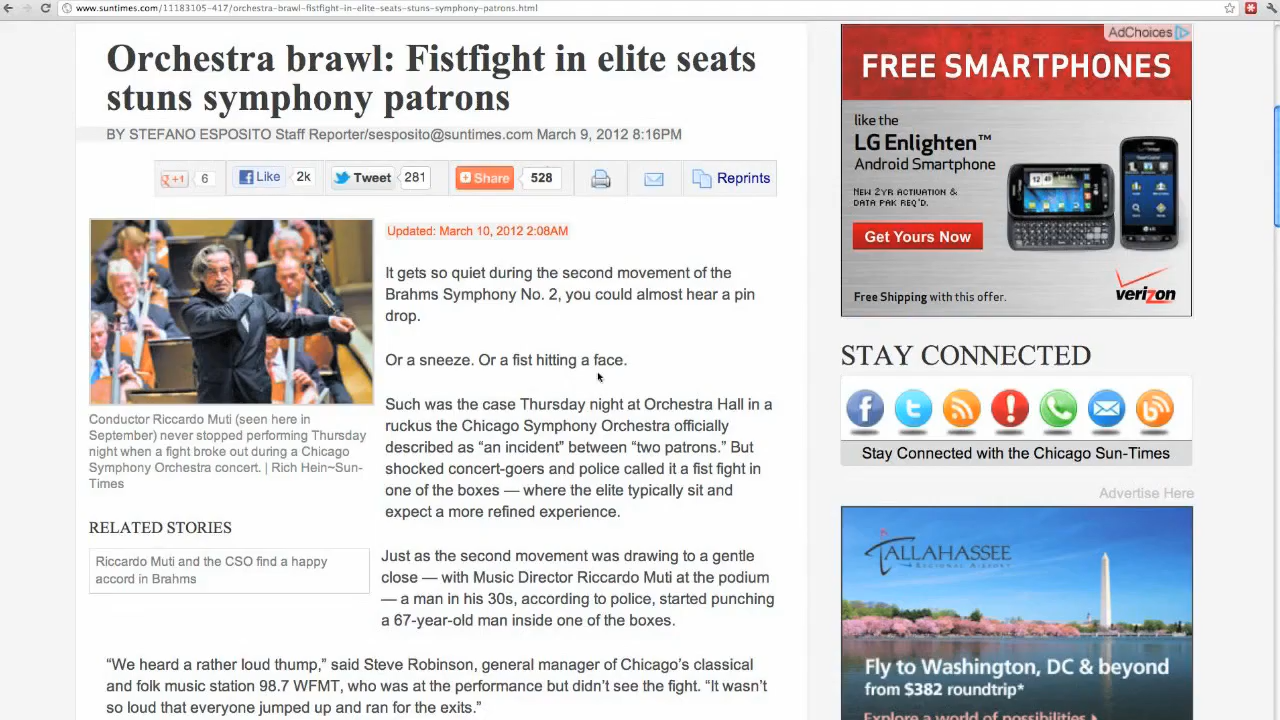 www.suntimes.com/11183105-417/orchestra-brawl-fistfight-in-elite-seats-stuns-symphony-patrons.html
Orchestra brawl: Fistfight in elite seats
stuns symphony patrons
BY STEFANO ESPOSITO Staff Reporter/sesposito@suntimes.com March 9, 2012 8:16PM
+1 6
Like 2k
Tweet 281
Share 528
Reprints
Updated: March 10, 2012 2:08AM
It gets so quiet during the second movement of the
Brahms Symphony No. 2, you could almost hear a pin
drop.
Or a sneeze. Or a fist hitting a face.
Such was the case Thursday night at Orchestra Hall in a
ruckus the Chicago Symphony Orchestra officially
described as “an incident” between “two patrons.” But
shocked concert-goers and police called it a fist fight in
one of the boxes — where the elite typically sit and
expect a more refined experience.
Just as the second movement was drawing to a gentle
close — with Music Director Riccardo Muti at the podium
— a man in his 30s, according to police, started punching
a 67-year-old man inside one of the boxes.
“We heard a rather loud thump,” said Steve Robinson, general manager of Chicago’s classical
and folk music station 98.7 WFMT, who was at the performance but didn’t see the fight. “It wasn’t
so loud that everyone jumped up and ran for the exits.”
Conductor Riccardo Muti (seen here in
September) never stopped performing Thursday
night when a fight broke out during a Chicago
Symphony Orchestra concert. | Rich Hein~Sun-
Times
RELATED STORIES
Riccardo Muti and the CSO find a happy
accord in Brahms
AdChoices
FREE SMARTPHONES
like the
LG Enlighten™
Android Smartphone
NEW 2YR ACTIVATION &
DATA PAK REQ'D.
Get Yours Now
Free Shipping with this offer.
verizon
STAY CONNECTED
Stay Connected with the Chicago Sun-Times
Advertise Here
TALLAHASSEE
REGIONAL AIRPORT
Fly to Washington, DC & beyond
from $382 roundtrip*
Explore a world of possibilities